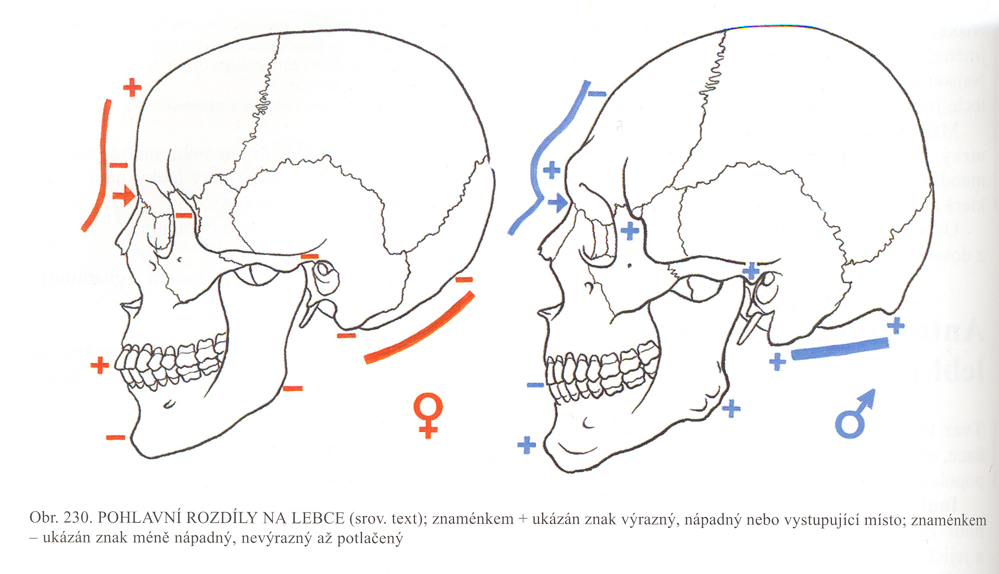 Obr. 230. POHLAVNÍ ROZDÍLY NA LEBCE (srov. text); znaménkem + ukázán znak výrazný, nápadný nebo vystupující místo; znaménkem
– ukázán znak méně nápadný, nevýrazný až potlačený